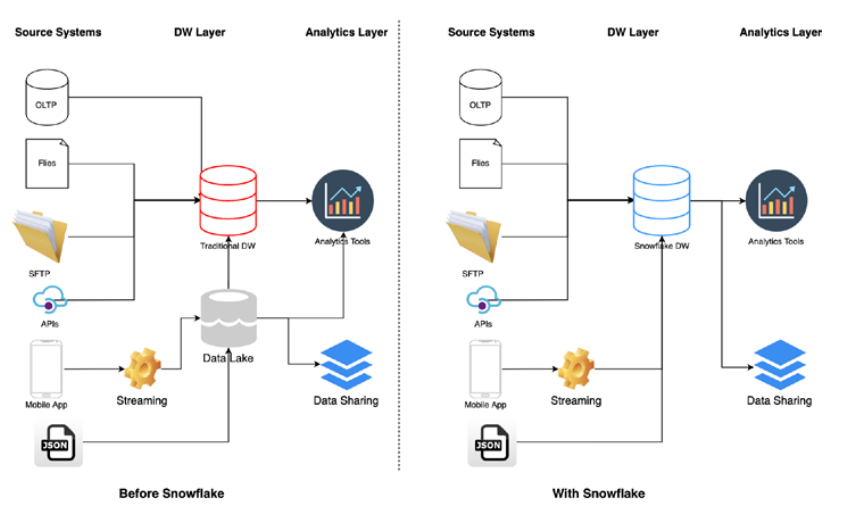 Source Systems DW Layer Analytics Layer
OLTP
Files
Traditional DW
Analytics Tools
SFTP
APIs
Data Lake
Mobile App
Streaming
Data Sharing
JSON
Before Snowflake
Source Systems DW Layer Analytics Layer
OLTP
Files
Snowflake DW
Analytics Tools
SFTP
APIs
Mobile App
Streaming
Data Sharing
JSON
With Snowflake